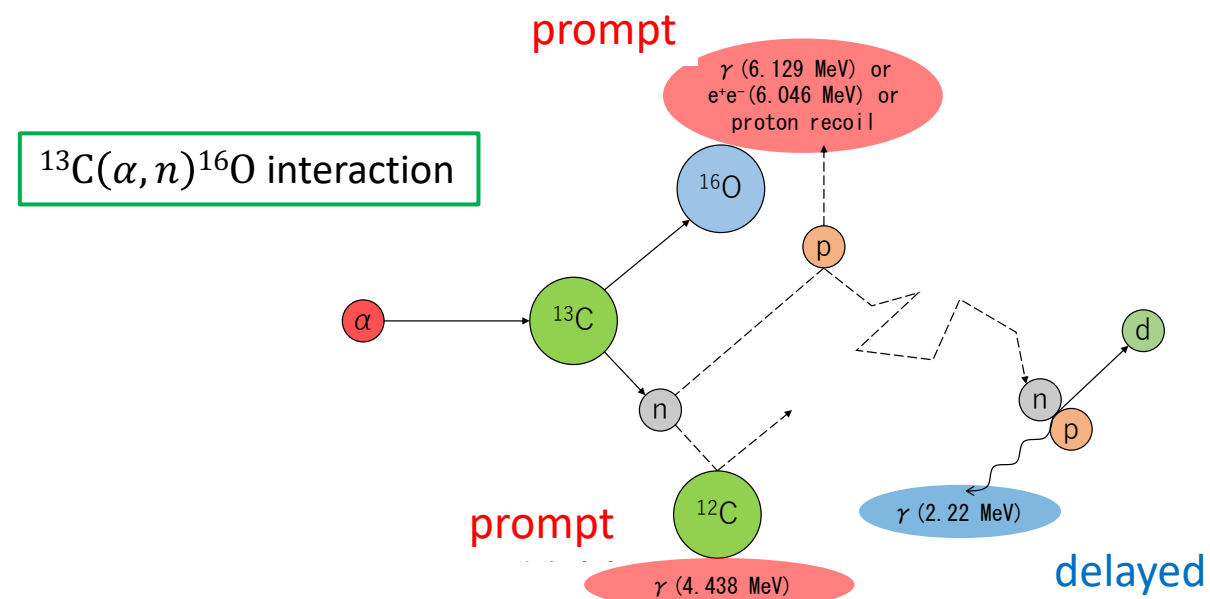 prompt
γ (6.129 MeV) or
e⁺e⁻(6.046 MeV) or
proton recoil
¹³C(α, n)¹⁶O interaction
¹⁶O
p
α
¹³C
d
n
n
p
¹²C
γ (2.22 MeV)
prompt
γ (4.438 MeV)
delayed